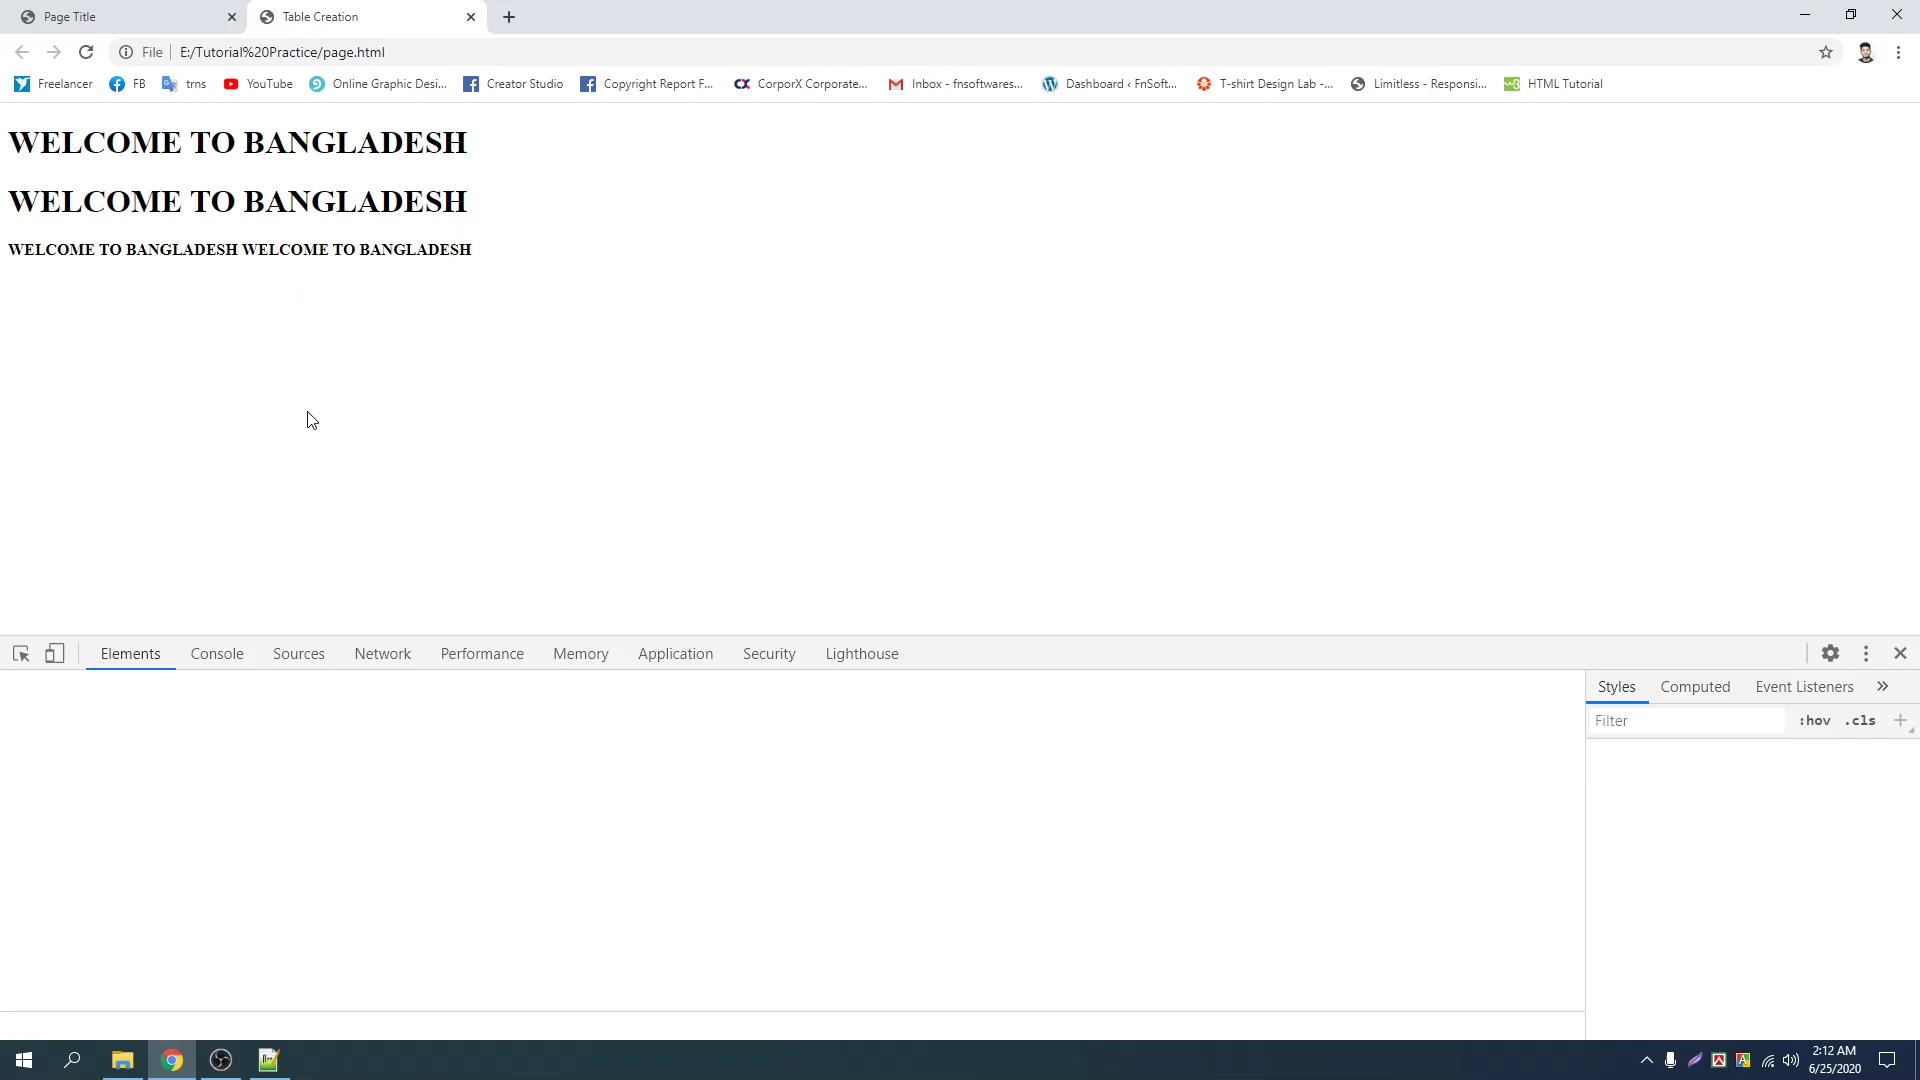 Page Title
Table Creation
File E:/Tutorial%20Practice/page.html
Freelancer FB trns YouTube Online Graphic Desi... Creator Studio Copyright Report F... CorporX Corporate... Inbox - fnsoftwares... Dashboard ‹ FnSoft... T-shirt Design Lab -... Limitless - Responsi... HTML Tutorial
WELCOME TO BANGLADESH
WELCOME TO BANGLADESH
WELCOME TO BANGLADESH WELCOME TO BANGLADESH
Elements Console Sources Network Performance Memory Application Security Lighthouse
Styles Computed Event Listeners
Filter :hov .cls
2:12 AM
6/25/2020